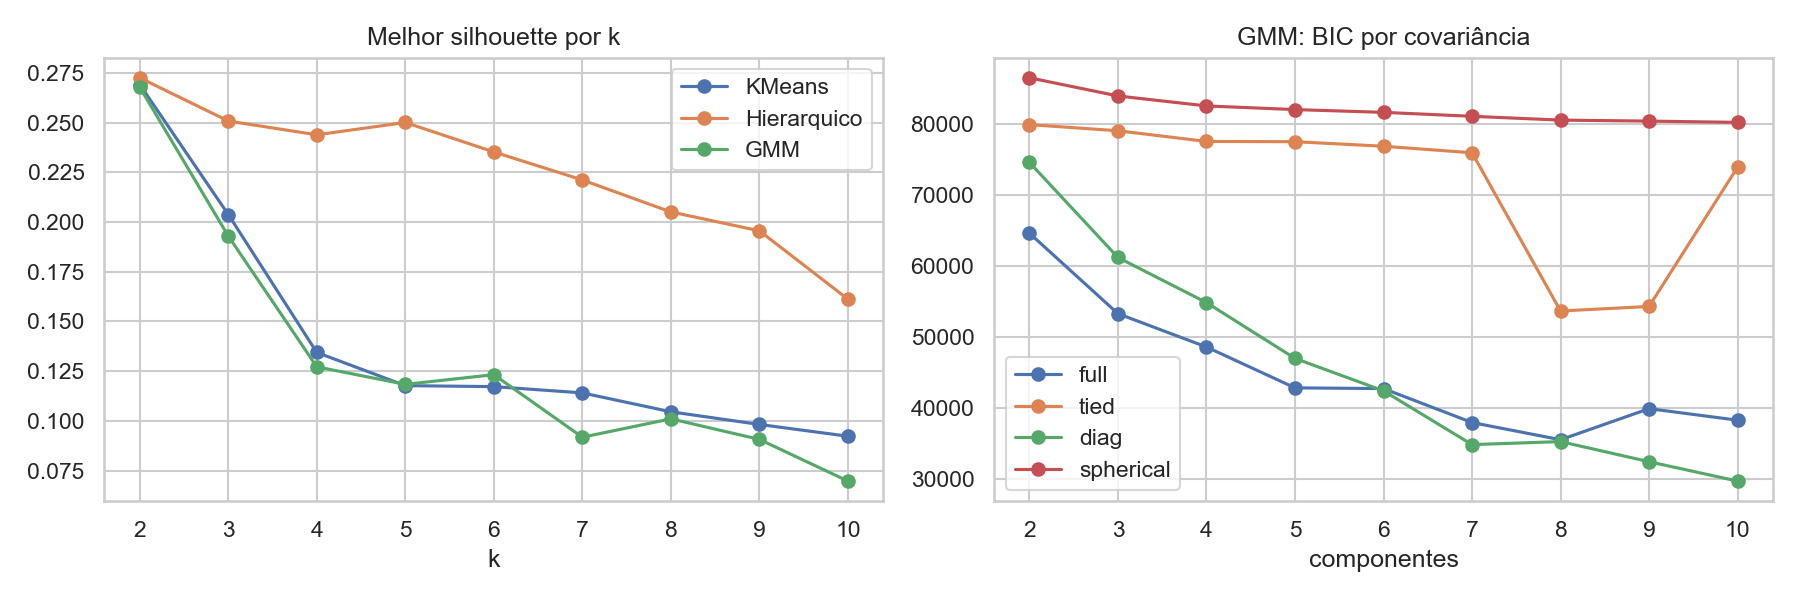 Melhor silhouette por k
0.275
0.250
0.225
0.200
0.175
0.150
0.125
0.100
0.075
KMeans
Hierarquico
GMM
2 3 4 5 6 7 8 9 10
k
GMM: BIC por covariância
80000
70000
60000
50000
40000
30000
full
tied
diag
spherical
2 3 4 5 6 7 8 9 10
componentes